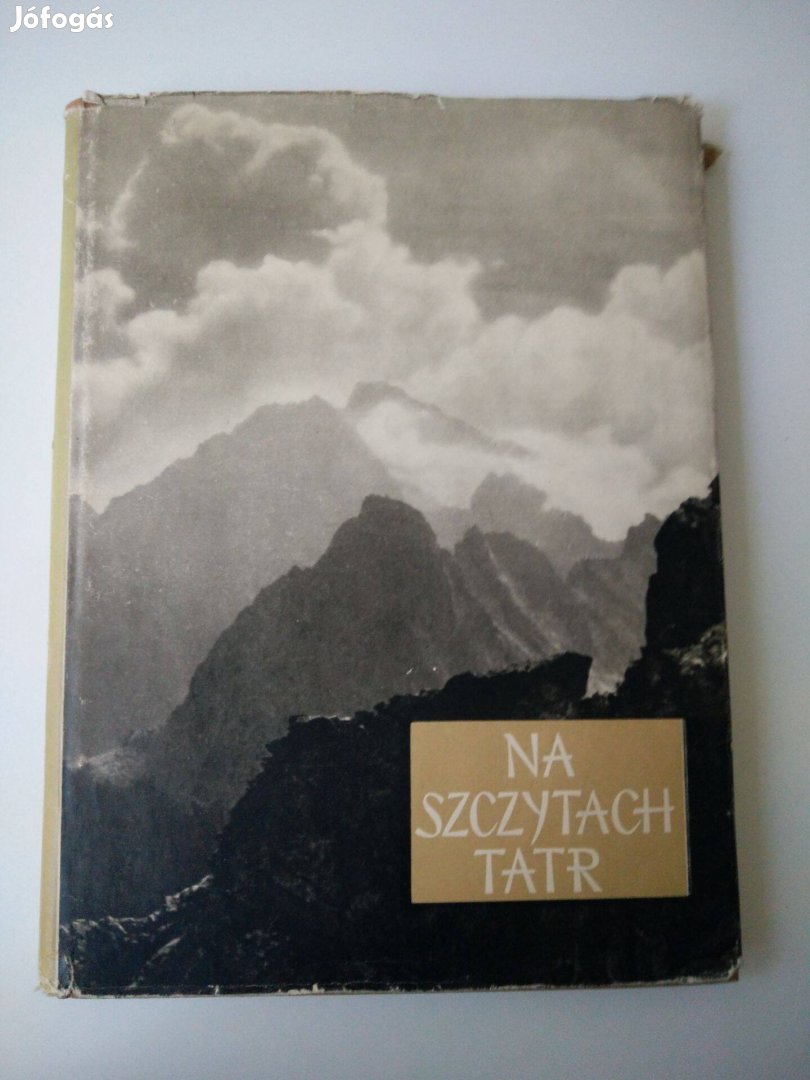 Jófogás
NA
SZCZYTACH
TATR